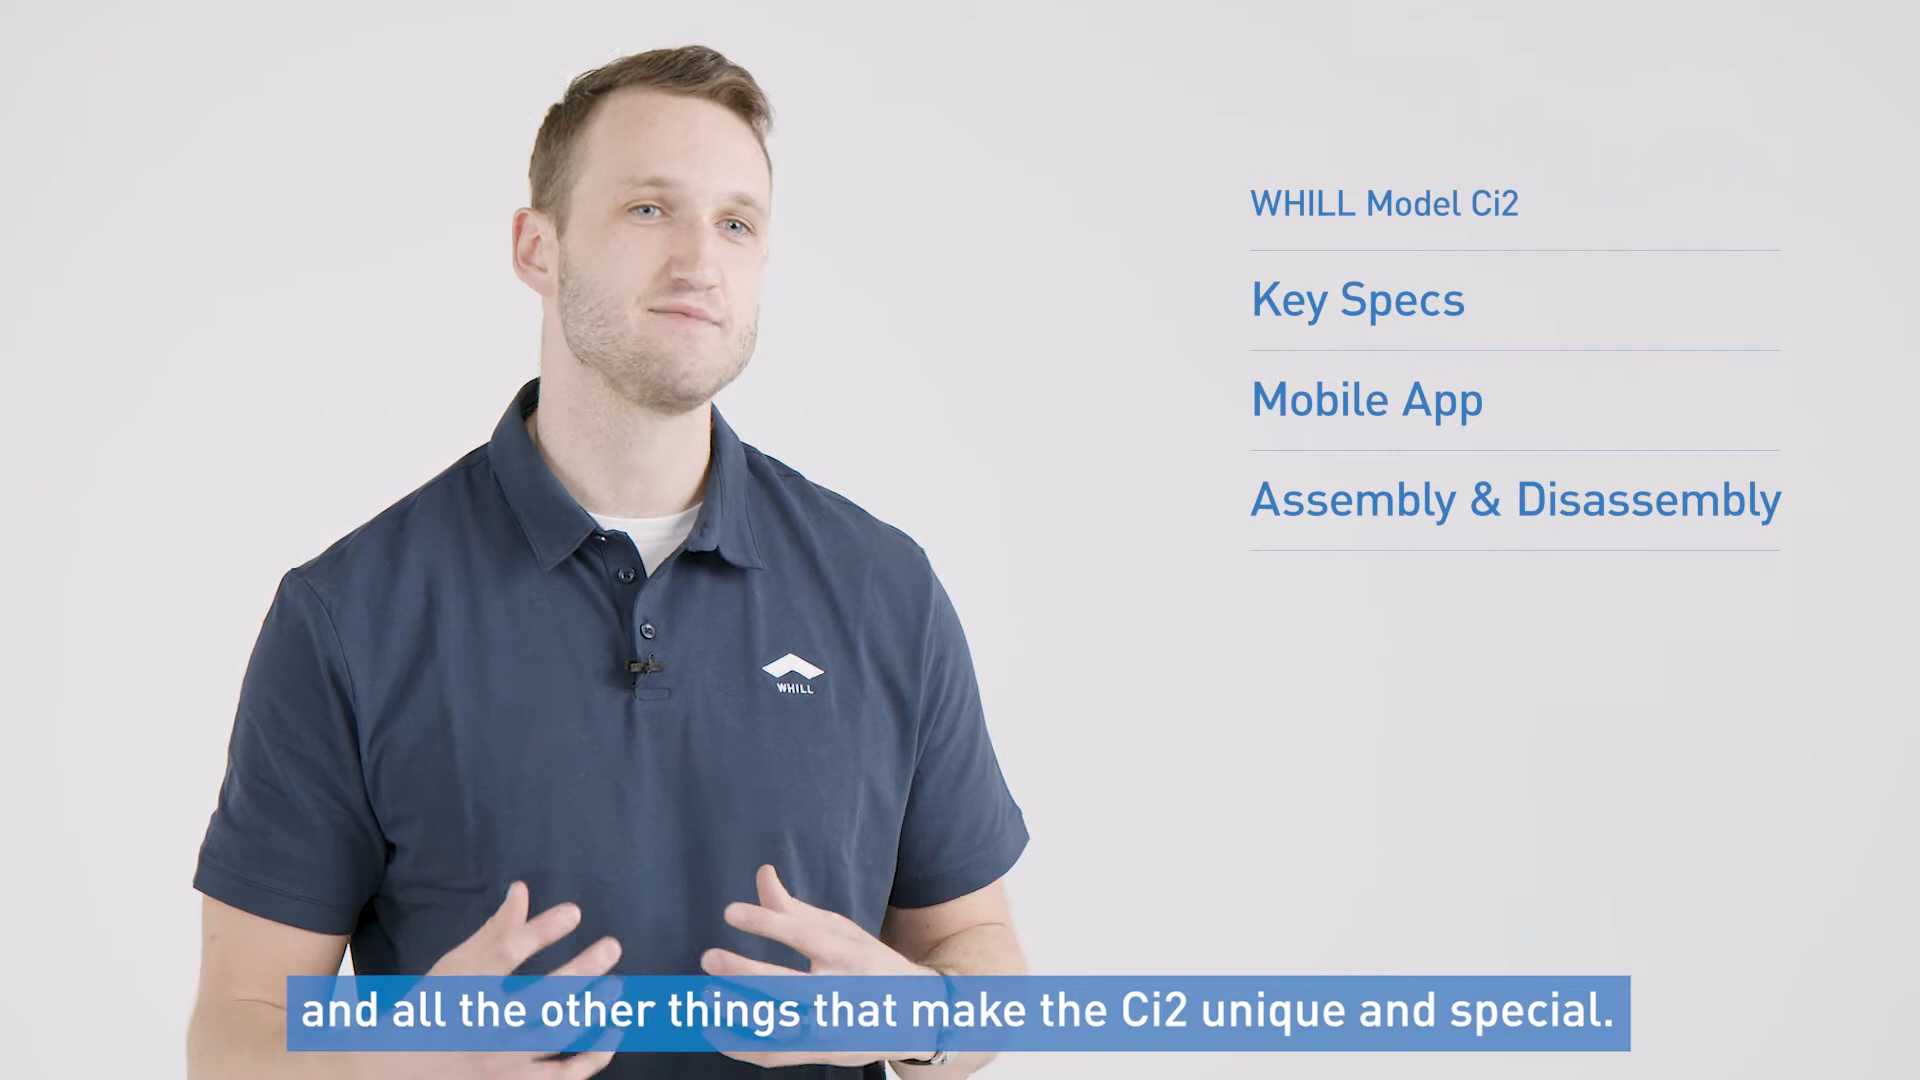 WHILL Model Ci2
Key Specs
Mobile App
Assembly & Disassembly
WHILL
and all the other things that make the Ci2 unique and special.